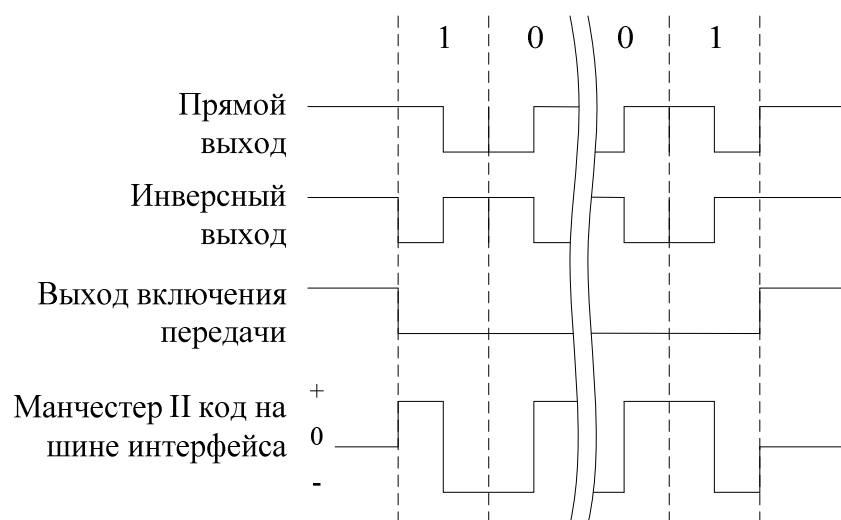 1 0 0 1
Прямой
выход
Инверсный
выход
Выход включения
передачи
+
Манчестер II код на
0
шине интерфейса
-